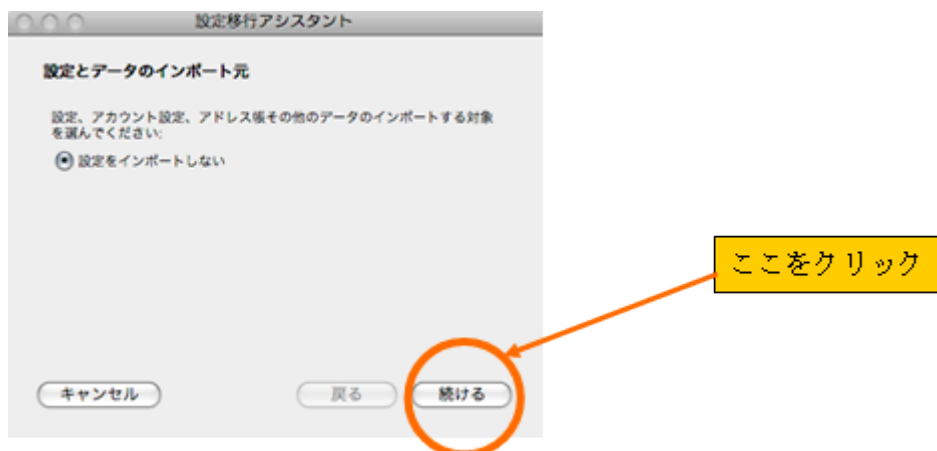 設定移行アシスタント
設定とデータのインポート元
設定、アカウント設定、アドレス帳その他のデータのインポートする対象
を選んでください:
設定をインポートしない
ここをクリック
キャンセル
戻る
続ける